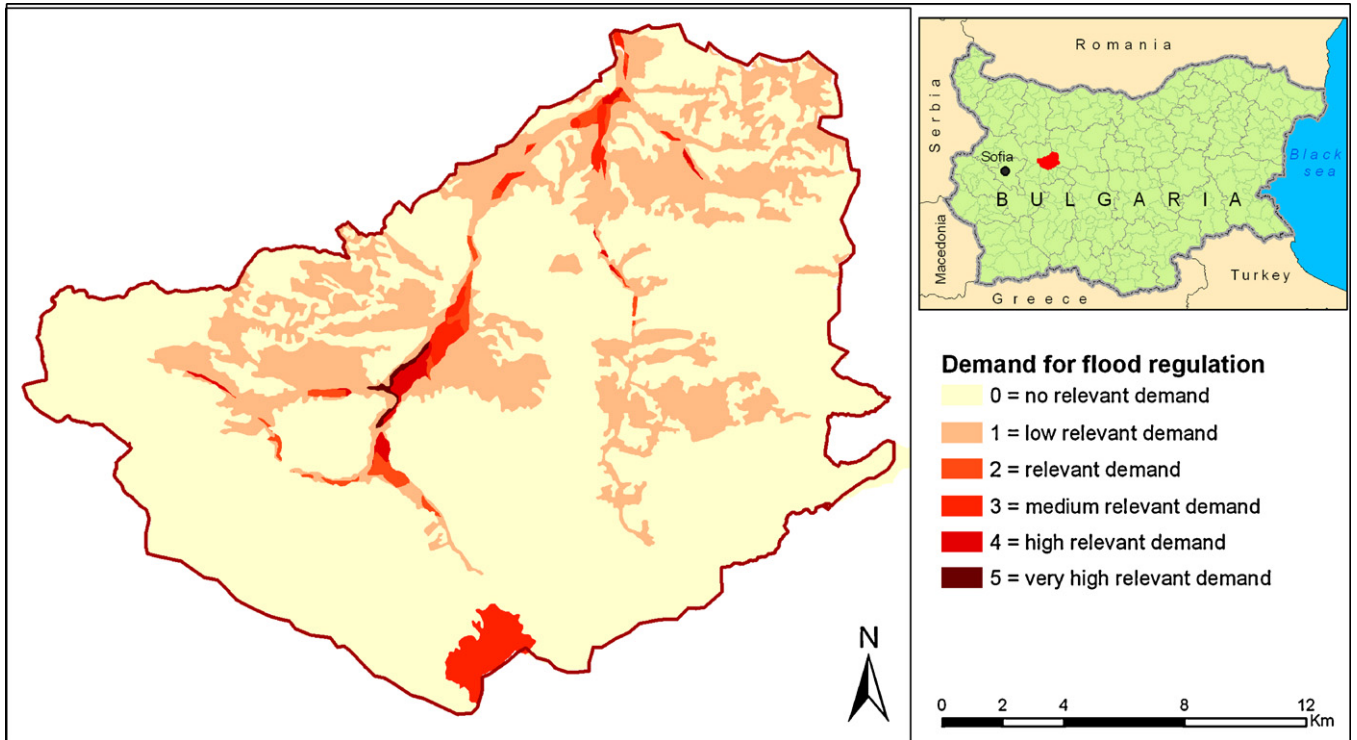 N
Romania
Serbia
Sofia
Black
sea
BULGARIA
Macedonia
Turkey
Greece
Demand for flood regulation
0 = no relevant demand
1 = low relevant demand
2 = relevant demand
3 = medium relevant demand
4 = high relevant demand
5 = very high relevant demand
0 2 4 8 12
Km